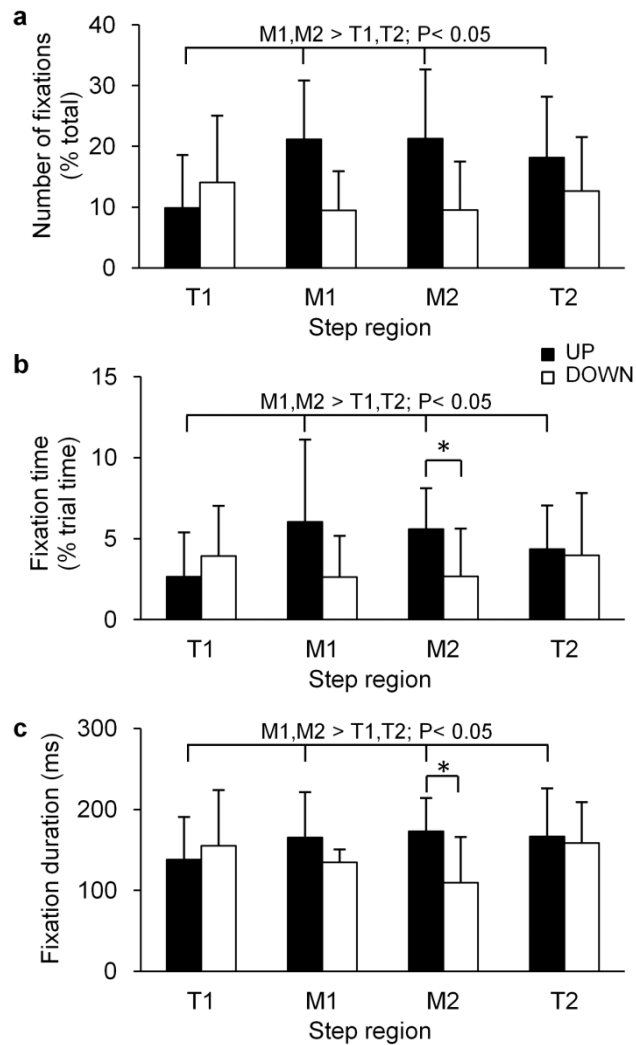 a
M1,M2 > T1,T2; P< 0.05
Number of fixations
(% total)
40
30
20
10
0
T1 M1 M2 T2
Step region
UP
DOWN
b
M1,M2 > T1,T2; P< 0.05
*
Fixation time
(% trial time)
15
10
5
0
T1 M1 M2 T2
Step region
c
M1,M2 > T1,T2; P< 0.05
*
Fixation duration (ms)
300
200
100
0
T1 M1 M2 T2
Step region